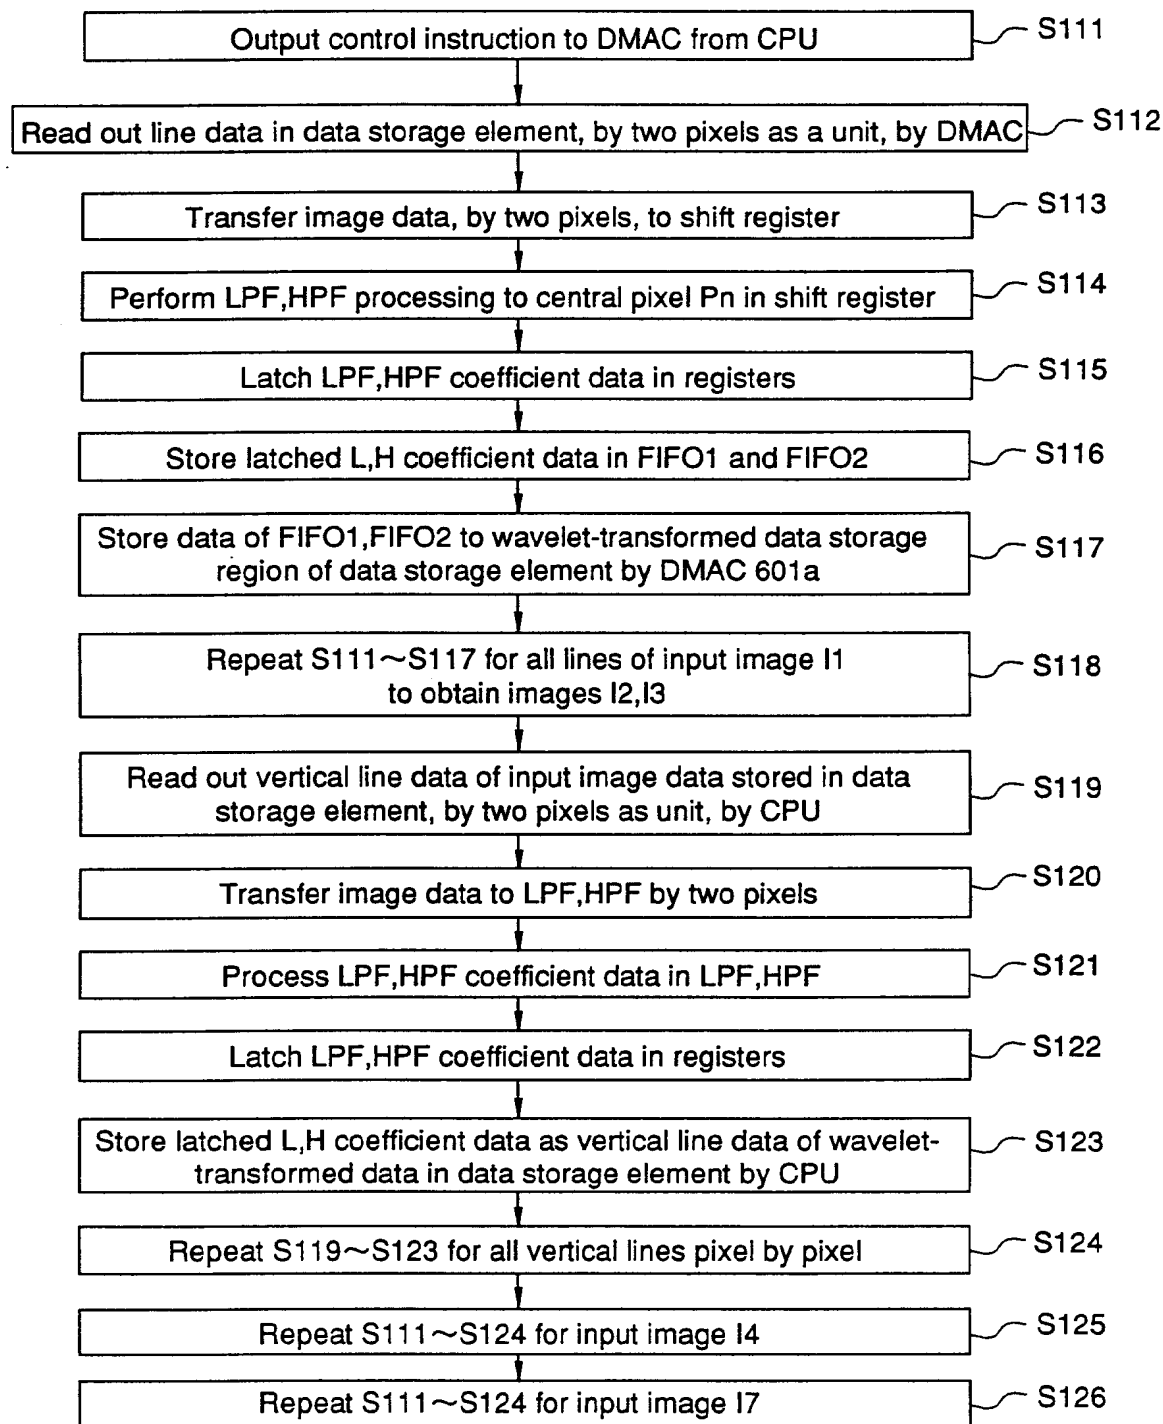 Output control instruction to DMAC from CPU
S111
Read out line data in data storage element, by two pixels as a unit, by DMAC
S112
Transfer image data, by two pixels, to shift register
S113
Perform LPF,HPF processing to central pixel Pn in shift register
S114
Latch LPF,HPF coefficient data in registers
S115
Store latched L,H coefficient data in FIFO1 and FIFO2
S116
Store data of FIFO1,FIFO2 to wavelet-transformed data storage
region of data storage element by DMAC 601a
S117
Repeat S111～S117 for all lines of input image I1
to obtain images I2,I3
S118
Read out vertical line data of input image data stored in data
storage element, by two pixels as unit, by CPU
S119
Transfer image data to LPF,HPF by two pixels
S120
Process LPF,HPF coefficient data in LPF,HPF
S121
Latch LPF,HPF coefficient data in registers
S122
Store latched L,H coefficient data as vertical line data of wavelet-
transformed data in data storage element by CPU
S123
Repeat S119～S123 for all vertical lines pixel by pixel
S124
Repeat S111～S124 for input image I4
S125
Repeat S111～S124 for input image I7
S126